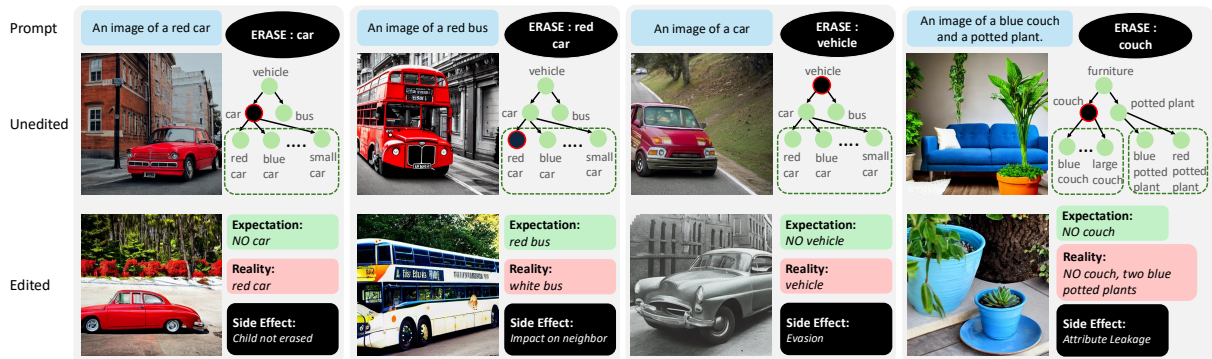 Prompt
An image of a red car
ERASE : car
vehicle
car
bus
red car
blue car
....
small car
An image of a red bus
ERASE : red car
vehicle
car
bus
red car
blue car
....
small car
An image of a car
ERASE : vehicle
vehicle
car
bus
red car
blue car
....
small car
An image of a blue couch
and a potted plant.
ERASE : couch
furniture
couch
potted plant
...
blue couch
large couch
blue potted plant
red potted plant
Unedited
Edited
Expectation:
NO car
Reality:
red car
Side Effect:
Child not erased
Expectation:
red bus
Reality:
white bus
Side Effect:
Impact on neighbor
Expectation:
NO vehicle
Reality:
vehicle
Side Effect:
Evasion
Expectation:
NO couch
Reality:
NO couch, two blue
potted plants
Side Effect:
Attribute Leakage